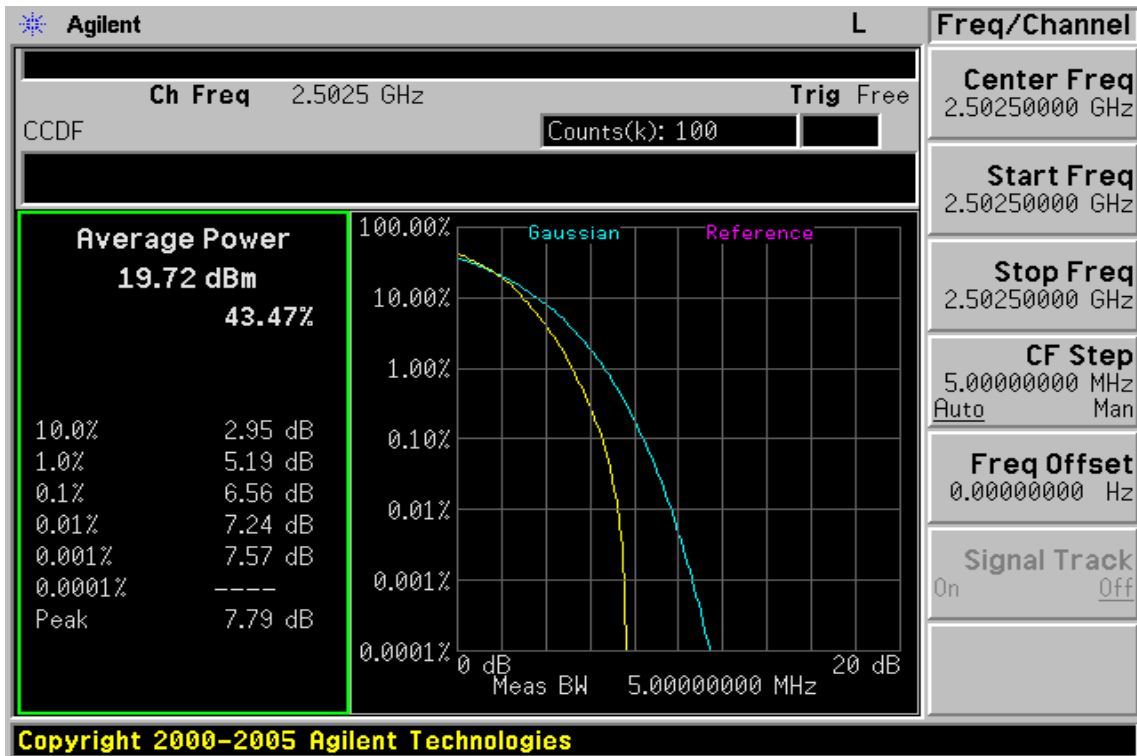 Agilent L
Ch Freq 2.5025 GHz Trig Free
CCDF Counts(k): 100
Average Power
19.72 dBm
43.47%
10.0% 2.95 dB
1.0% 5.19 dB
0.1% 6.56 dB
0.01% 7.24 dB
0.001% 7.57 dB
0.0001% ----
Peak 7.79 dB
Gaussian Reference
100.00%
10.00%
1.00%
0.10%
0.01%
0.001%
0.0001%
0 dB 20 dB
Meas BW 5.00000000 MHz
Freq/Channel
Center Freq
2.50250000 GHz
Start Freq
2.50250000 GHz
Stop Freq
2.50250000 GHz
CF Step
5.00000000 MHz
Auto Man
Freq Offset
0.00000000 Hz
Signal Track
On Off
Copyright 2000-2005 Agilent Technologies